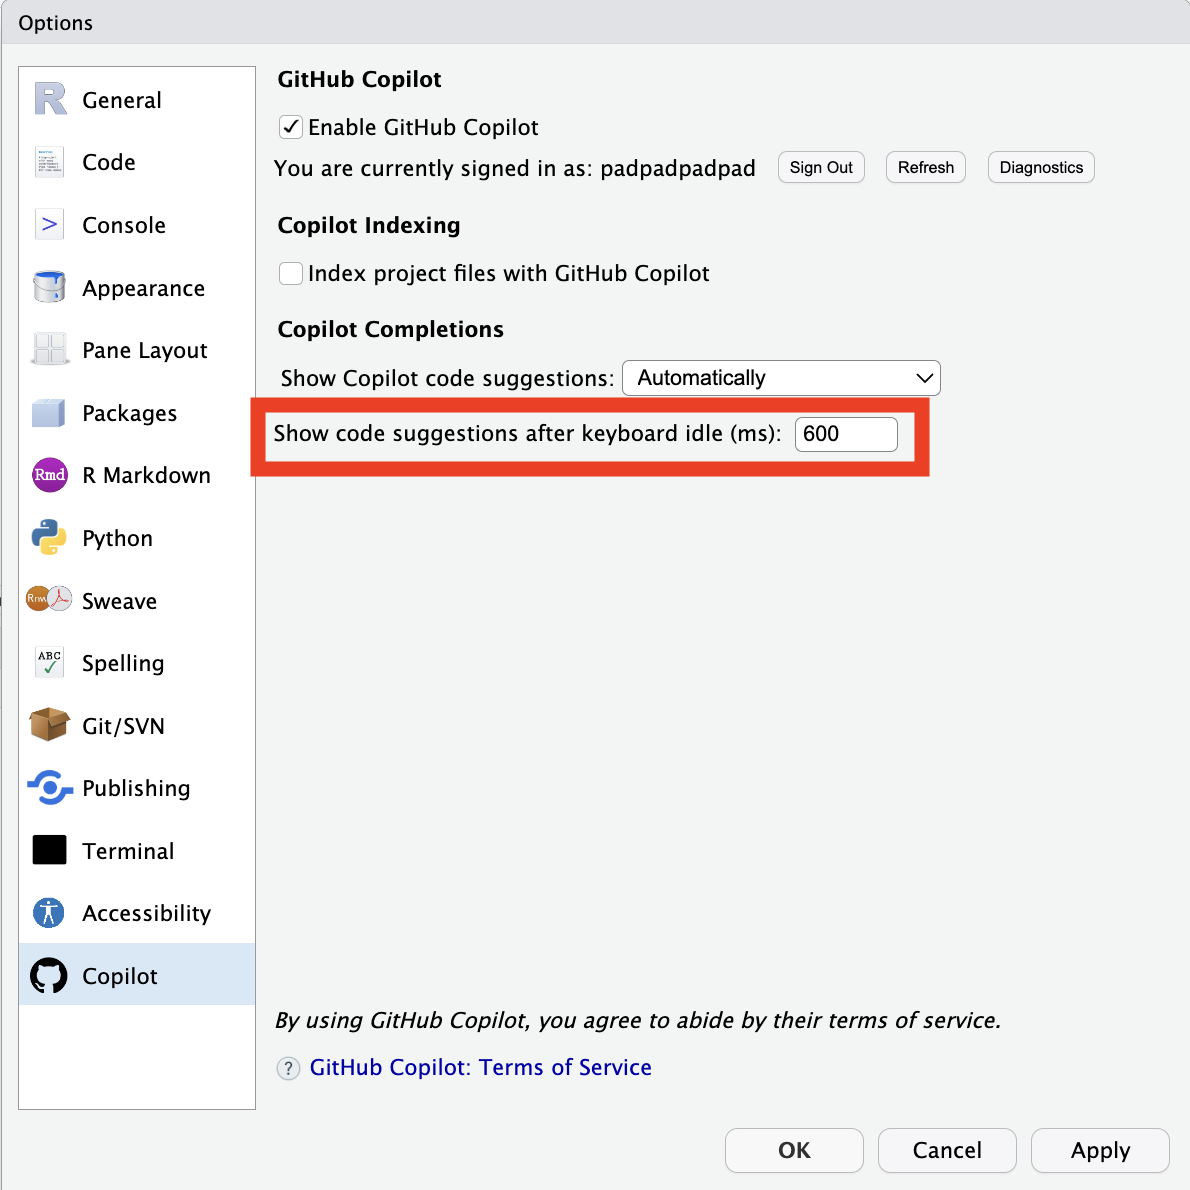 Options
General
Code
Console
Appearance
Pane Layout
Packages
Rmd R Markdown
Python
Rnw Sweave
ABC Spelling
Git/SVN
Publishing
Terminal
Accessibility
Copilot
GitHub Copilot
Enable GitHub Copilot
You are currently signed in as: padpadpadpad Sign Out Refresh Diagnostics
Copilot Indexing
Index project files with GitHub Copilot
Copilot Completions
Show Copilot code suggestions: Automatically
Show code suggestions after keyboard idle (ms): 600
By using GitHub Copilot, you agree to abide by their terms of service.
? GitHub Copilot: Terms of Service
OK Cancel Apply